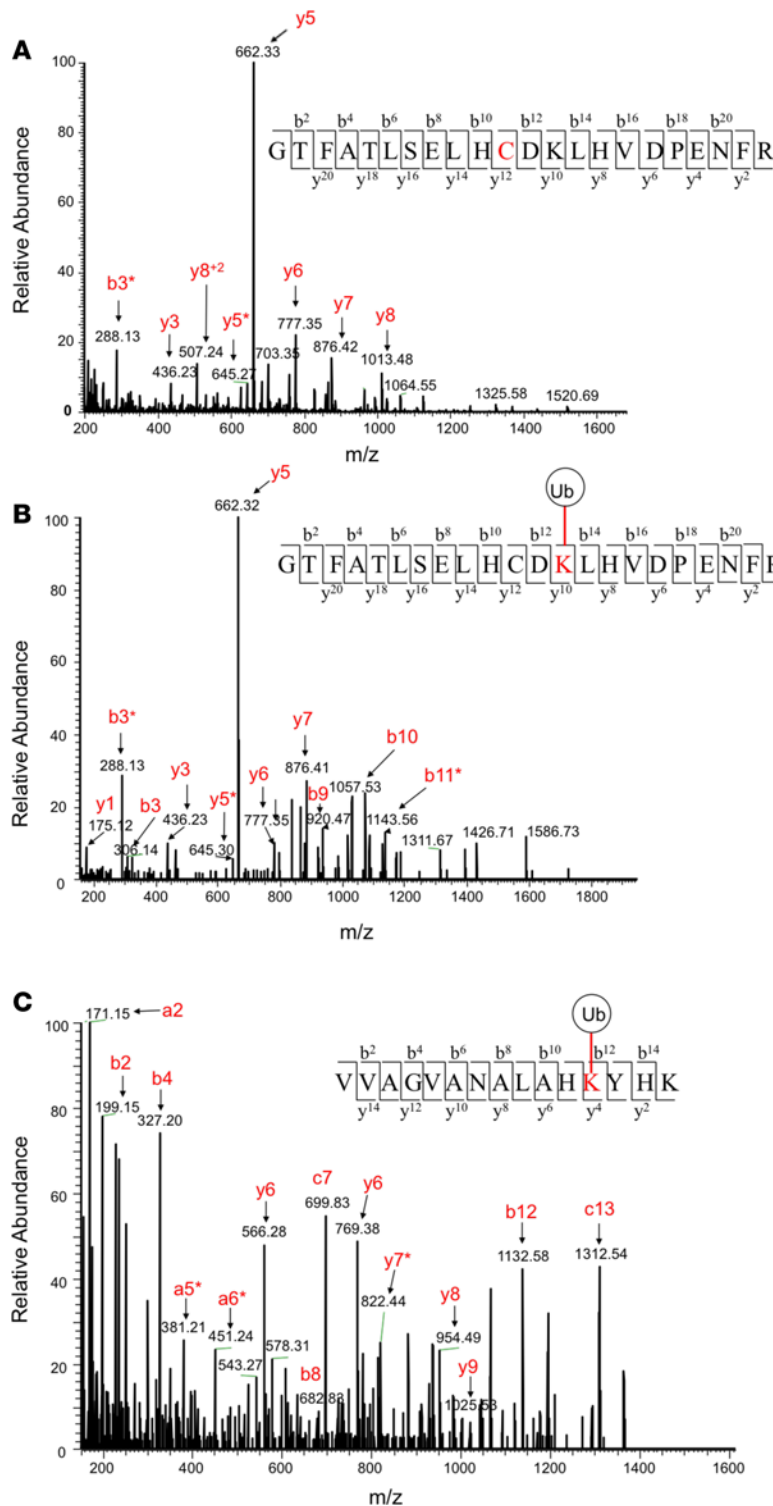 A
y5
662.33
b² b⁴ b⁶ b⁸ b¹⁰ b¹² b¹⁴ b¹⁶ b¹⁸ b²⁰
G T F A T L S E L H C D K L H V D P E N F R
y²⁰ y¹⁸ y¹⁶ y¹⁴ y¹² y¹⁰ y⁸ y⁶ y⁴ y²
Relative Abundance
100
80
60
40
20
0
b3*
288.13
y3
436.23
y8⁺²
507.24
y5*
645.27
703.35
y6
777.35
y7
876.42
y8
1013.48
1064.55
1325.58
1520.69
200 400 600 800 1000 1200 1400 1600
m/z
B
y5
662.32
Ub
b² b⁴ b⁶ b⁸ b¹⁰ b¹² b¹⁴ b¹⁶ b¹⁸ b²⁰
G T F A T L S E L H C D K L H V D P E N F
y²⁰ y¹⁸ y¹⁶ y¹⁴ y¹² y¹⁰ y⁸ y⁶ y⁴ y²
Relative Abundance
100
80
60
40
20
0
y1
175.12
b3*
288.13
b3
306.14
y3
436.23
y5*
645.30
y6
777.35
y7
876.41
b9
920.47
b10
1057.53
b11*
1143.56
1311.67
1426.71
1586.73
200 400 600 800 1000 1200 1400 1600 1800
m/z
C
171.15
a2
Ub
b² b⁴ b⁶ b⁸ b¹⁰ b¹² b¹⁴
V V A G V A N A L A H K Y H K
y¹⁴ y¹² y¹⁰ y⁸ y⁶ y⁴ y²
Relative Abundance
100
80
60
40
20
0
b2
199.15
b4
327.20
a5*
381.21
a6*
451.24
543.27
y6
566.28
578.31
b8
682.83
c7
699.83
y6
769.38
y7*
822.44
y8
954.49
y9
1025.53
b12
1132.58
c13
1312.54
200 400 600 800 1000 1200 1400 1600
m/z